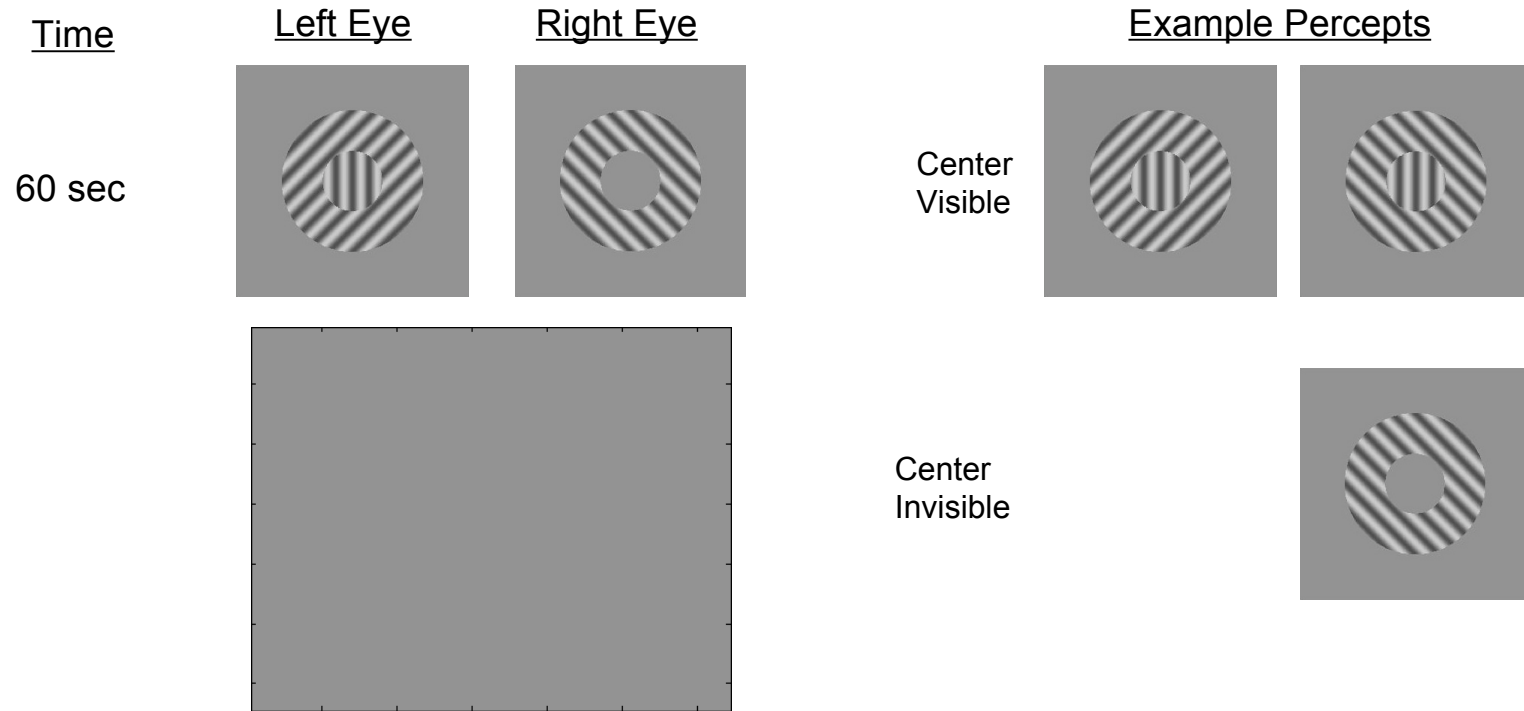 Time
Left Eye
Right Eye
Example Percepts
60 sec
Center
Visible
Center
Invisible